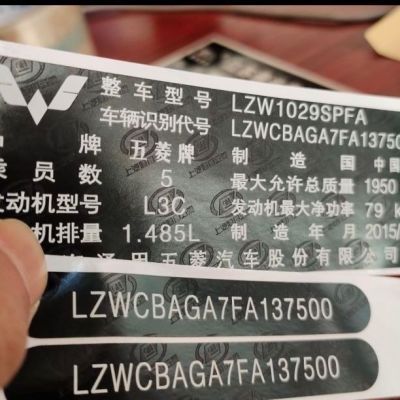 整车型号 LZW1029SPFA
车辆识别代号 LZWCBAGA7FA13750
牌 五菱牌 制造国 中国
乘员数 5 最大允许总质量 1950
发动机型号 L3C 发动机最大净功率 79 k
机排量 1.485L 制造年月 2015/
通用五菱汽车股份有限公司
LZWCBAGA7FA137500
LZWCBAGA7FA137500